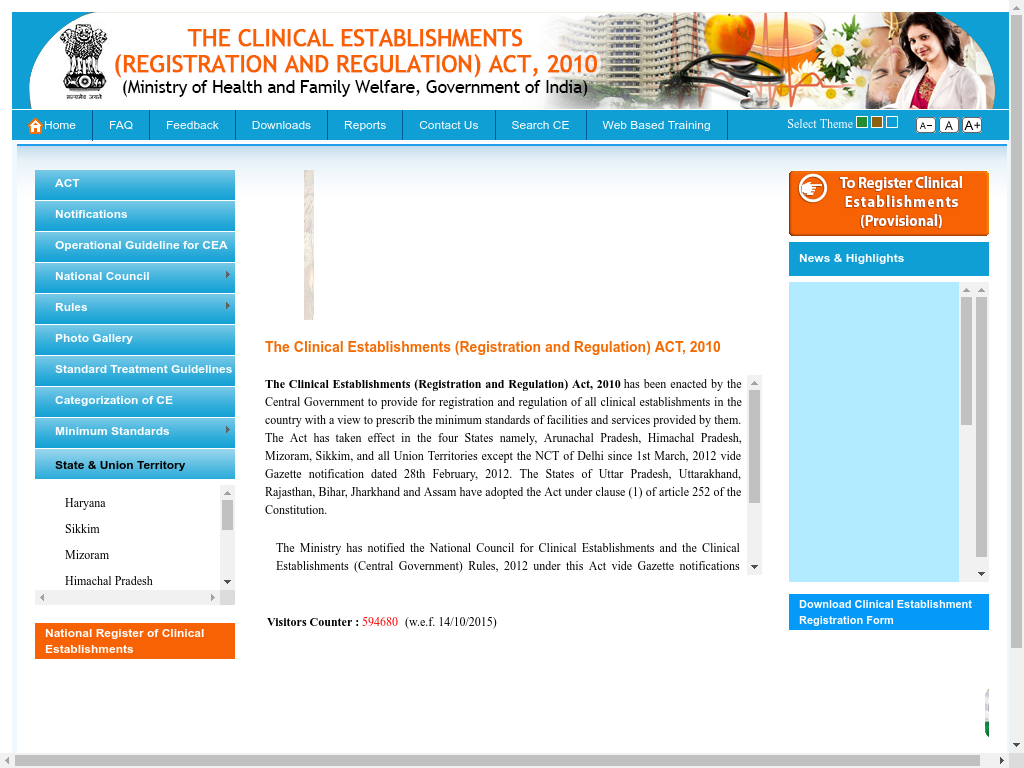 THE CLINICAL ESTABLISHMENTS
(REGISTRATION AND REGULATION) ACT, 2010
(Ministry of Health and Family Welfare, Government of India)
सत्यमेव जयते
Home FAQ Feedback Downloads Reports Contact Us Search CE Web Based Training Select Theme A− A A+
ACT
Notifications
Operational Guideline for CEA
National Council
Rules
Photo Gallery
Standard Treatment Guidelines
Categorization of CE
Minimum Standards
State & Union Territory
Haryana
Sikkim
Mizoram
Himachal Pradesh
National Register of Clinical
Establishments
The Clinical Establishments (Registration and Regulation) ACT, 2010
The Clinical Establishments (Registration and Regulation) Act, 2010 has been enacted by the
Central Government to provide for registration and regulation of all clinical establishments in the
country with a view to prescrib the minimum standards of facilities and services provided by them.
The Act has taken effect in the four States namely, Arunachal Pradesh, Himachal Pradesh,
Mizoram, Sikkim, and all Union Territories except the NCT of Delhi since 1st March, 2012 vide
Gazette notification dated 28th February, 2012. The States of Uttar Pradesh, Uttarakhand,
Rajasthan, Bihar, Jharkhand and Assam have adopted the Act under clause (1) of article 252 of the
Constitution.
The Ministry has notified the National Council for Clinical Establishments and the Clinical
Establishments (Central Government) Rules, 2012 under this Act vide Gazette notifications
Visitors Counter : 594680 (w.e.f. 14/10/2015)
To Register Clinical
Establishments
(Provisional)
News & Highlights
Download Clinical Establishment
Registration Form